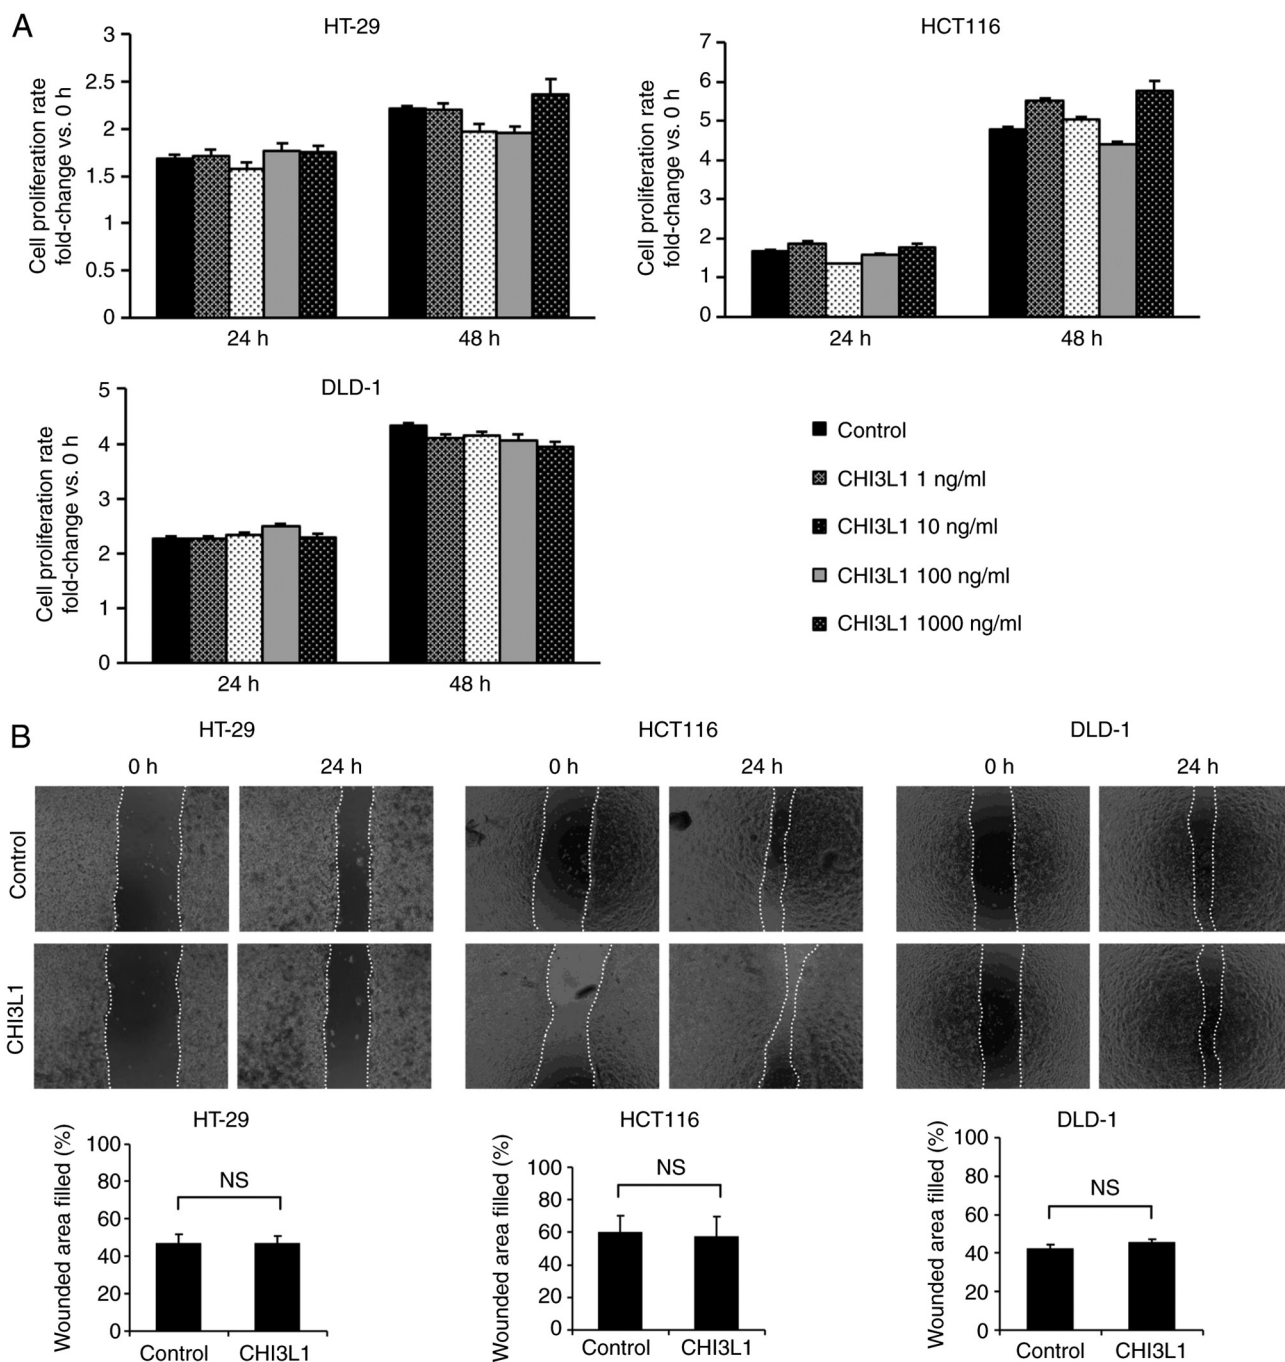 A
HT-29
Cell proliferation rate
fold-change vs. 0 h
3
2.5
2
1.5
1
0.5
0
24 h
48 h
HCT116
Cell proliferation rate
fold-change vs. 0 h
7
6
5
4
3
2
1
0
24 h
48 h
DLD-1
Cell proliferation rate
fold-change vs. 0 h
5
4
3
2
1
0
24 h
48 h
Control
CHI3L1 1 ng/ml
CHI3L1 10 ng/ml
CHI3L1 100 ng/ml
CHI3L1 1000 ng/ml
B
HT-29
HCT116
DLD-1
0 h
24 h
0 h
24 h
0 h
24 h
Control
CHI3L1
HT-29
Wounded area filled (%)
100
80
60
40
20
0
NS
Control
CHI3L1
HCT116
Wounded area filled (%)
100
80
60
40
20
0
NS
Control
CHI3L1
DLD-1
Wounded area filled (%)
100
80
60
40
20
0
NS
Control
CHI3L1